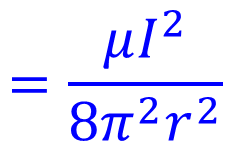 = μI² / 8π²r²